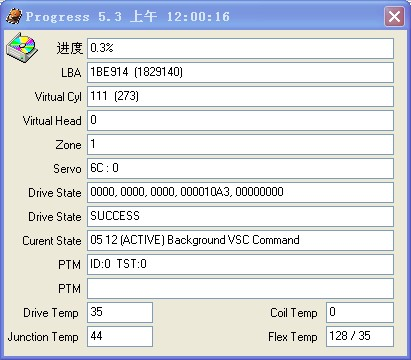 Progress 5.3 上午 12:00:16
进度 0.3%
LBA 1BE914 (1829140)
Virtual Cyl 111 (273)
Virtual Head 0
Zone 1
Servo 6C : 0
Drive State 0000, 0000, 0000, 000010A3, 00000000
Drive State SUCCESS
Curent State 05 12 (ACTIVE) Background VSC Command
PTM ID:0 TST:0
PTM
Drive Temp 35 Coil Temp 0
Junction Temp 44 Flex Temp 128 / 35